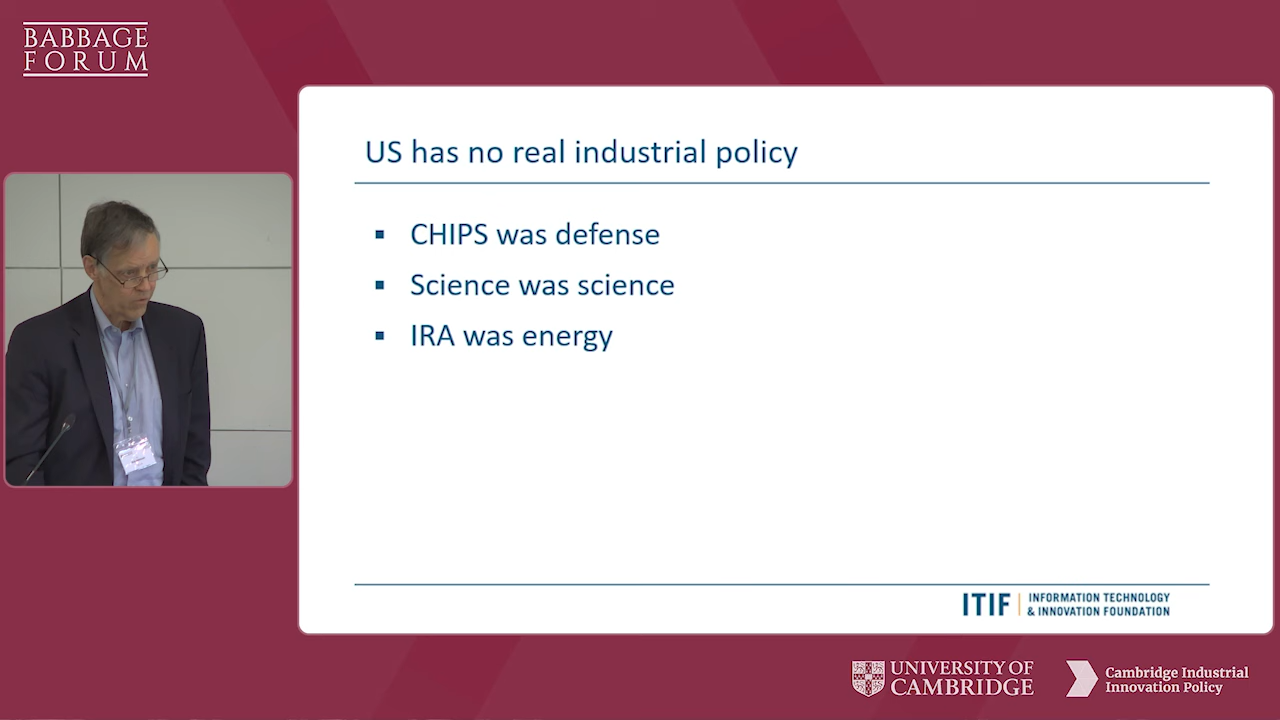 BABBAGE
FORUM
US has no real industrial policy
CHIPS was defense
Science was science
IRA was energy
ITIF
INFORMATION TECHNOLOGY
& INNOVATION FOUNDATION
UNIVERSITY OF
CAMBRIDGE
Cambridge Industrial
Innovation Policy